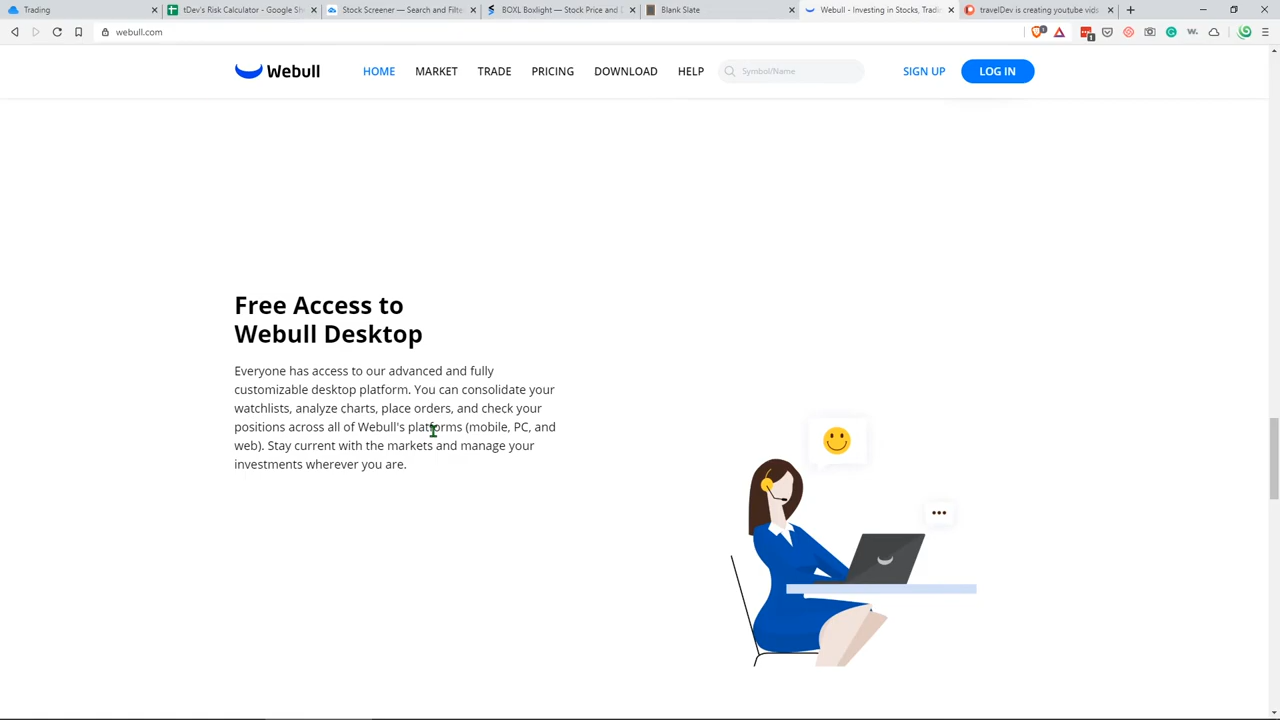 Trading
tDev's Risk Calculator - Google Sh
Stock Screener — Search and Filte
BOXL Boxlight — Stock Price and
Blank Slate
Webull - Investing in Stocks, Tradi
travelDev is creating youtube vids
webull.com
Webull
HOME
MARKET
TRADE
PRICING
DOWNLOAD
HELP
Symbol/Name
SIGN UP
LOG IN
Free Access to
Webull Desktop
Everyone has access to our advanced and fully
customizable desktop platform. You can consolidate your
watchlists, analyze charts, place orders, and check your
positions across all of Webull's platforms (mobile, PC, and
web). Stay current with the markets and manage your
investments wherever you are.